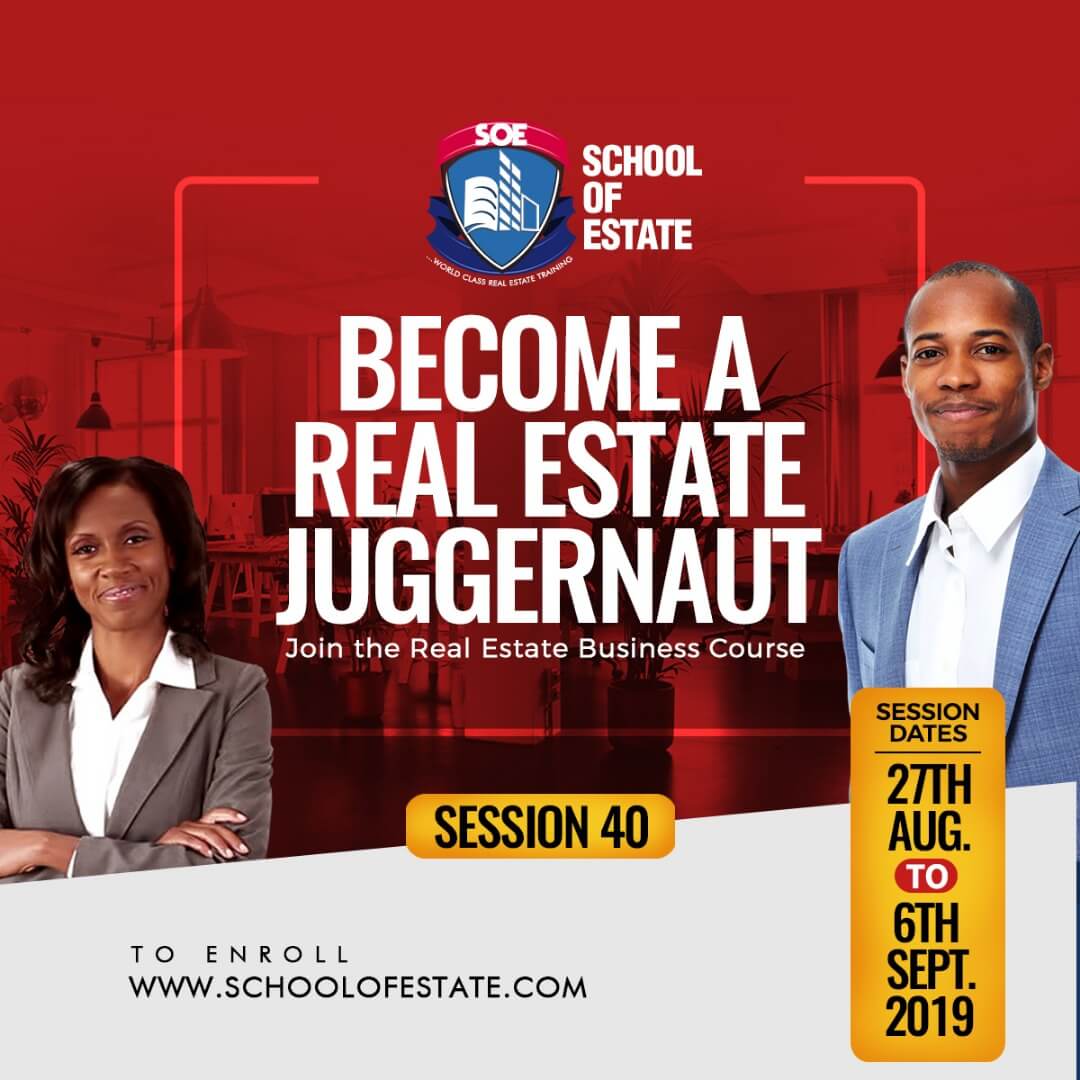 SOE
...WORLD CLASS REAL ESTATE TRAINING
SCHOOL
OF
ESTATE
BECOME A
REAL ESTATE
JUGGERNAUT
Join the Real Estate Business Course
SESSION 40
SESSION
DATES
27TH
AUG.
TO
6TH
SEPT.
2019
TO ENROLL
WWW.SCHOOLOFESTATE.COM